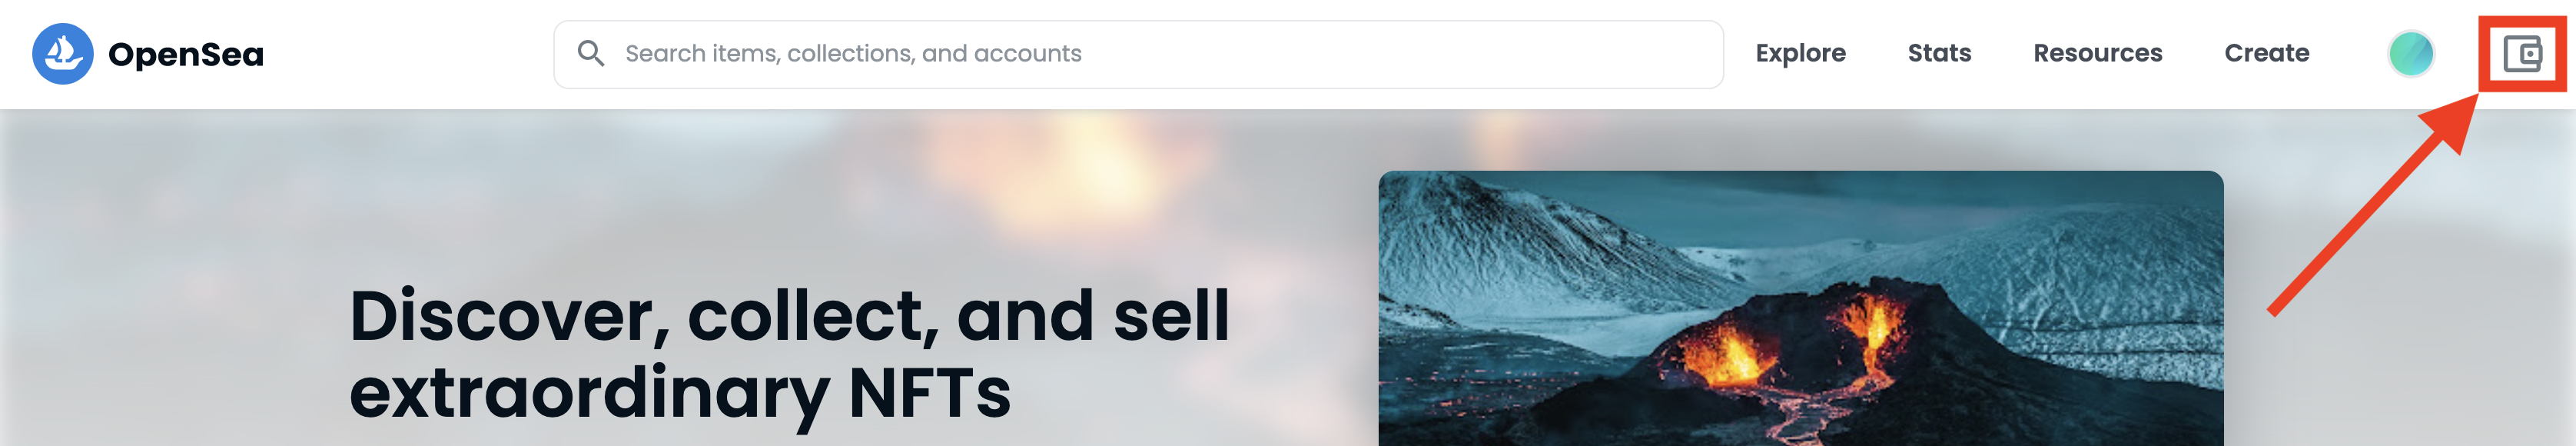 OpenSea
Search items, collections, and accounts
Explore
Stats
Resources
Create
Discover, collect, and sell
extraordinary NFTs